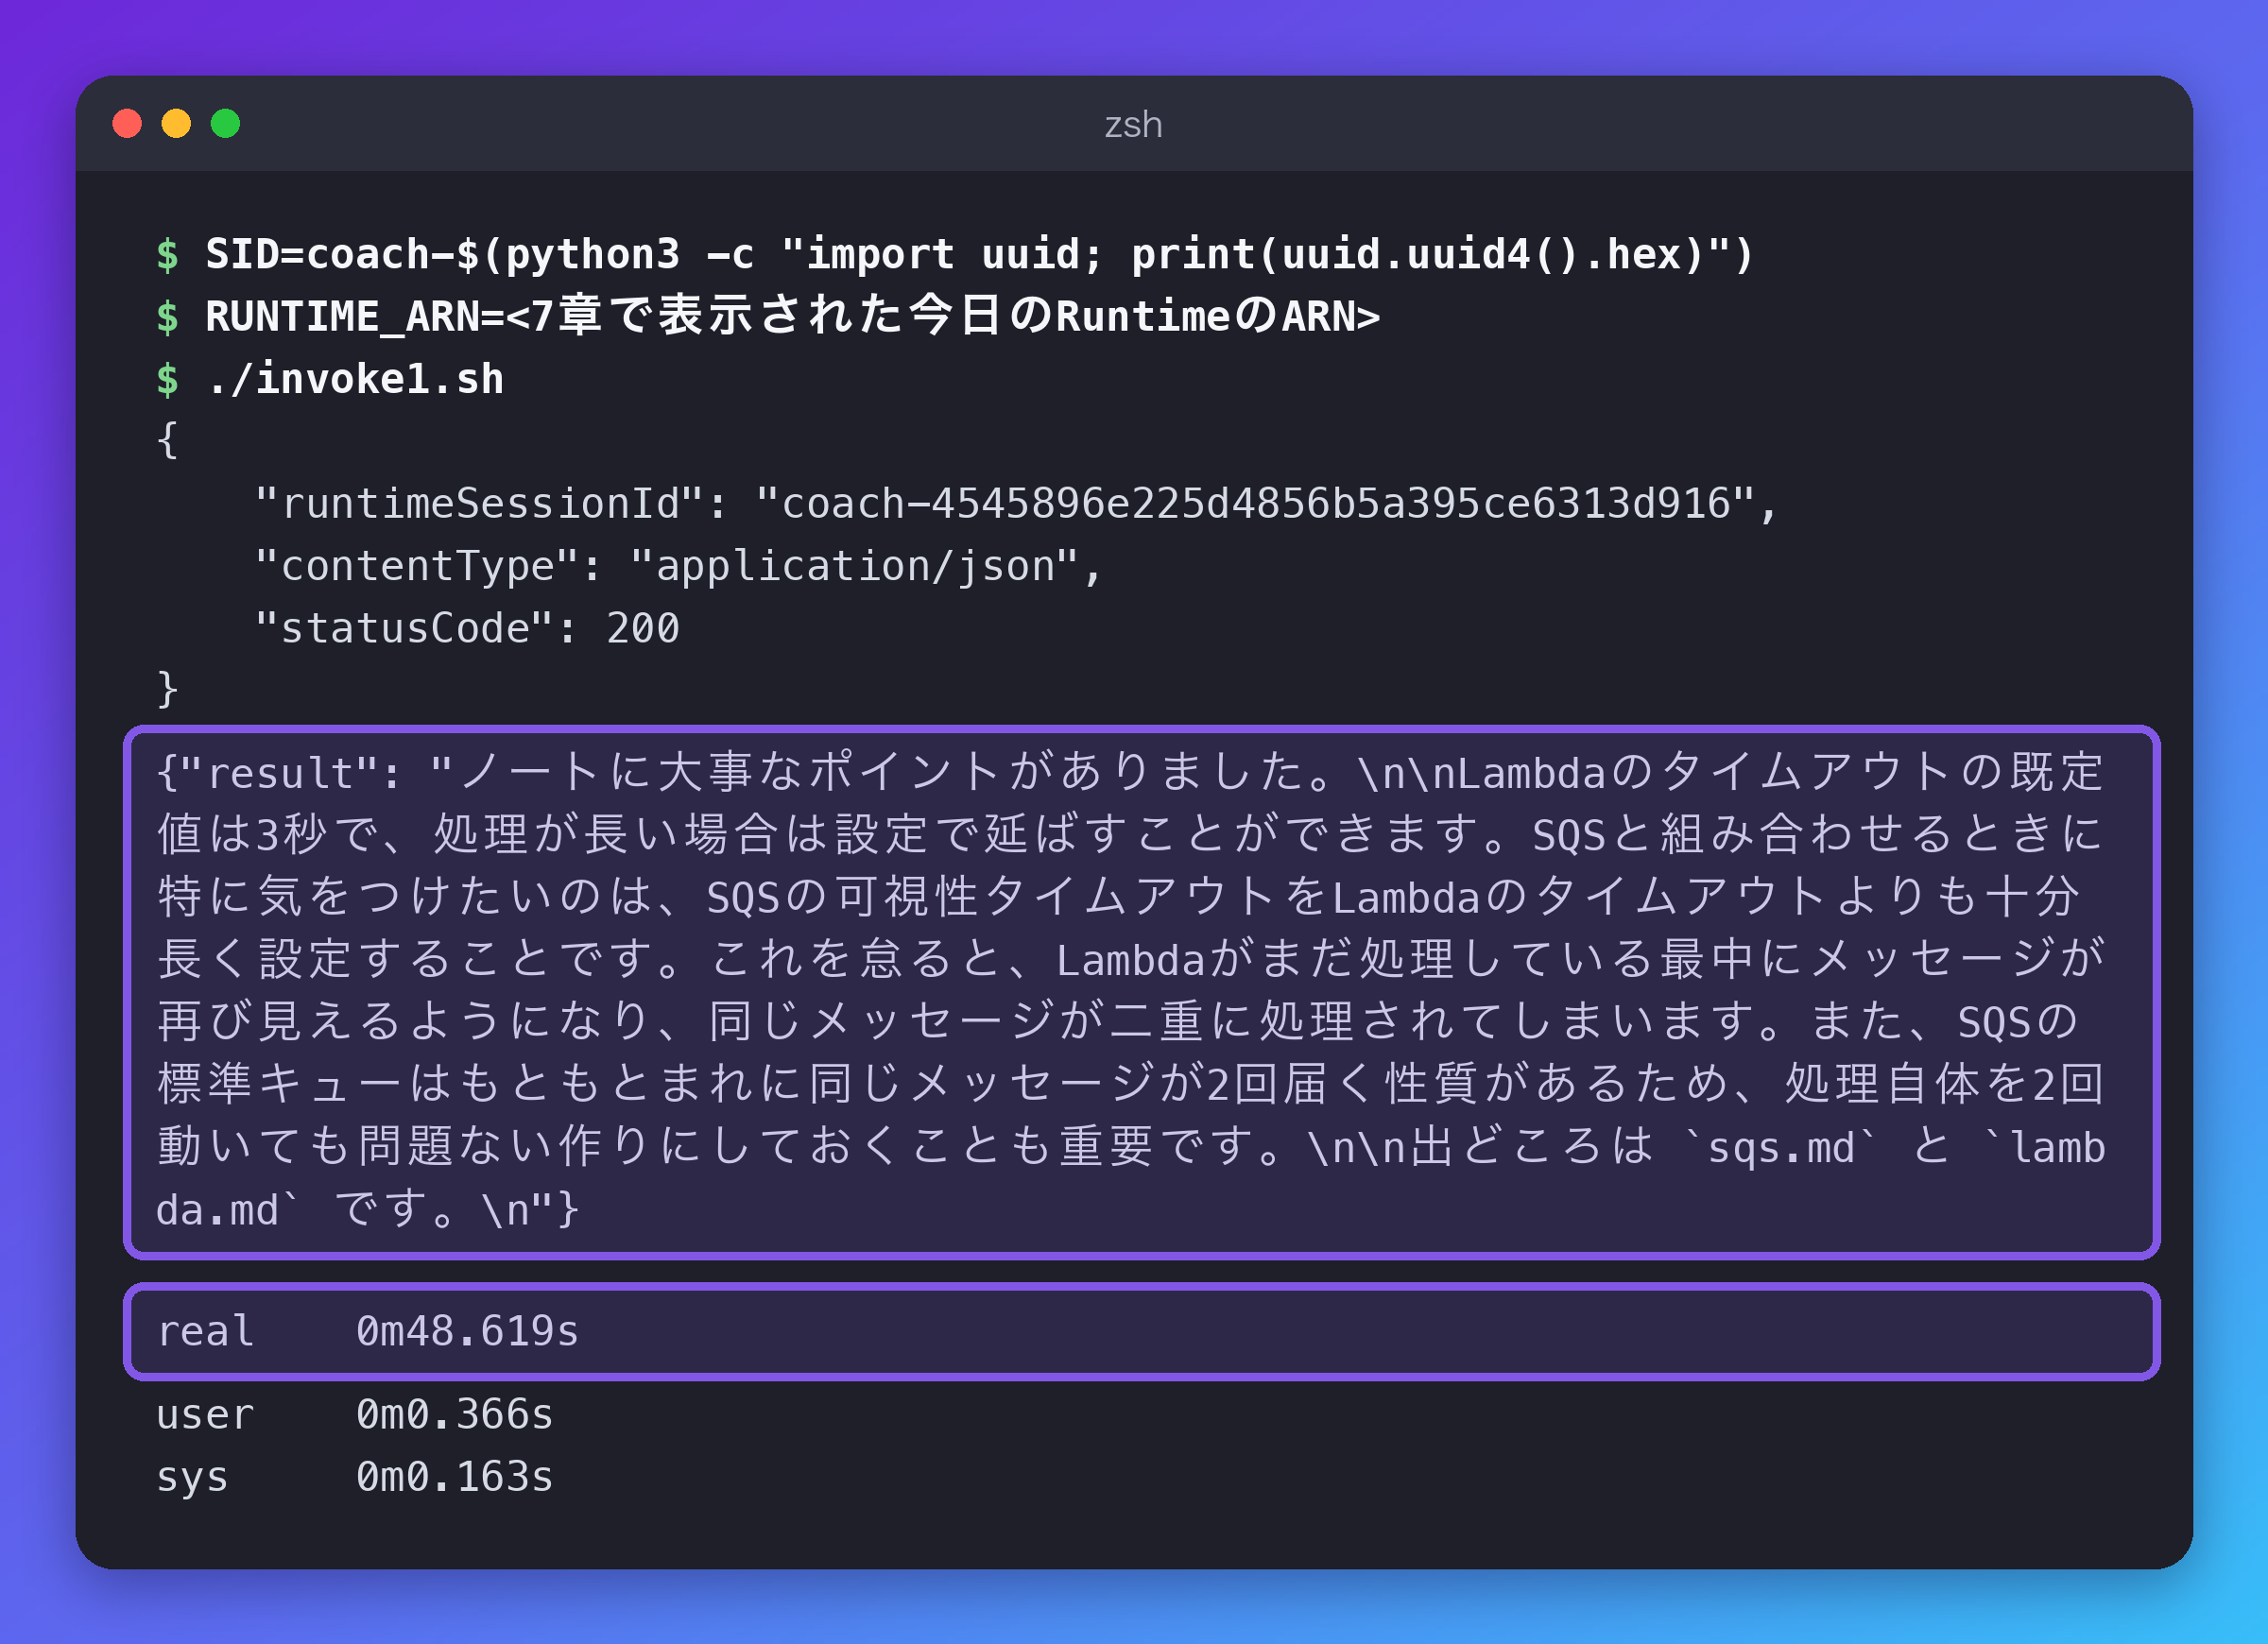 zsh
$ SID=coach-$(python3 -c "import uuid; print(uuid.uuid4().hex)")
$ RUNTIME_ARN=<7章で表示された今日のRuntimeのARN>
$ ./invoke1.sh
{
    "runtimeSessionId": "coach-4545896e225d4856b5a395ce6313d916",
    "contentType": "application/json",
    "statusCode": 200
}
{"result": "ノートに大事なポイントがありました。\n\nLambdaのタイムアウトの既定
値は3秒で、処理が長い場合は設定で延ばすことができます。SQSと組み合わせるときに
特に気をつけたいのは、SQSの可視性タイムアウトをLambdaのタイムアウトよりも十分
長く設定することです。これを怠ると、Lambdaがまだ処理している最中にメッセージが
再び見えるようになり、同じメッセージが二重に処理されてしまいます。また、SQSの
標準キューはもともとまれに同じメッセージが2回届く性質があるため、処理自体を2回
動いても問題ない作りにしておくことも重要です。\n\n出どころは `sqs.md` と `lamb
da.md` です。\n"}
real    0m48.619s
user    0m0.366s
sys     0m0.163s